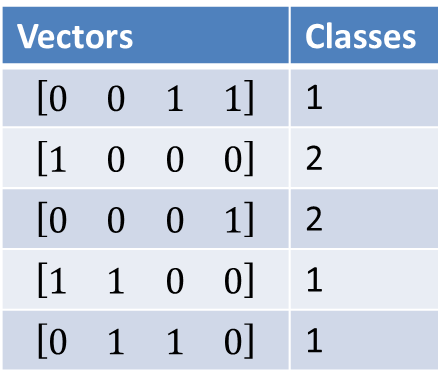 Vectors Classes
[0 0 1 1] 1
[1 0 0 0] 2
[0 0 0 1] 2
[1 1 0 0] 1
[0 1 1 0] 1